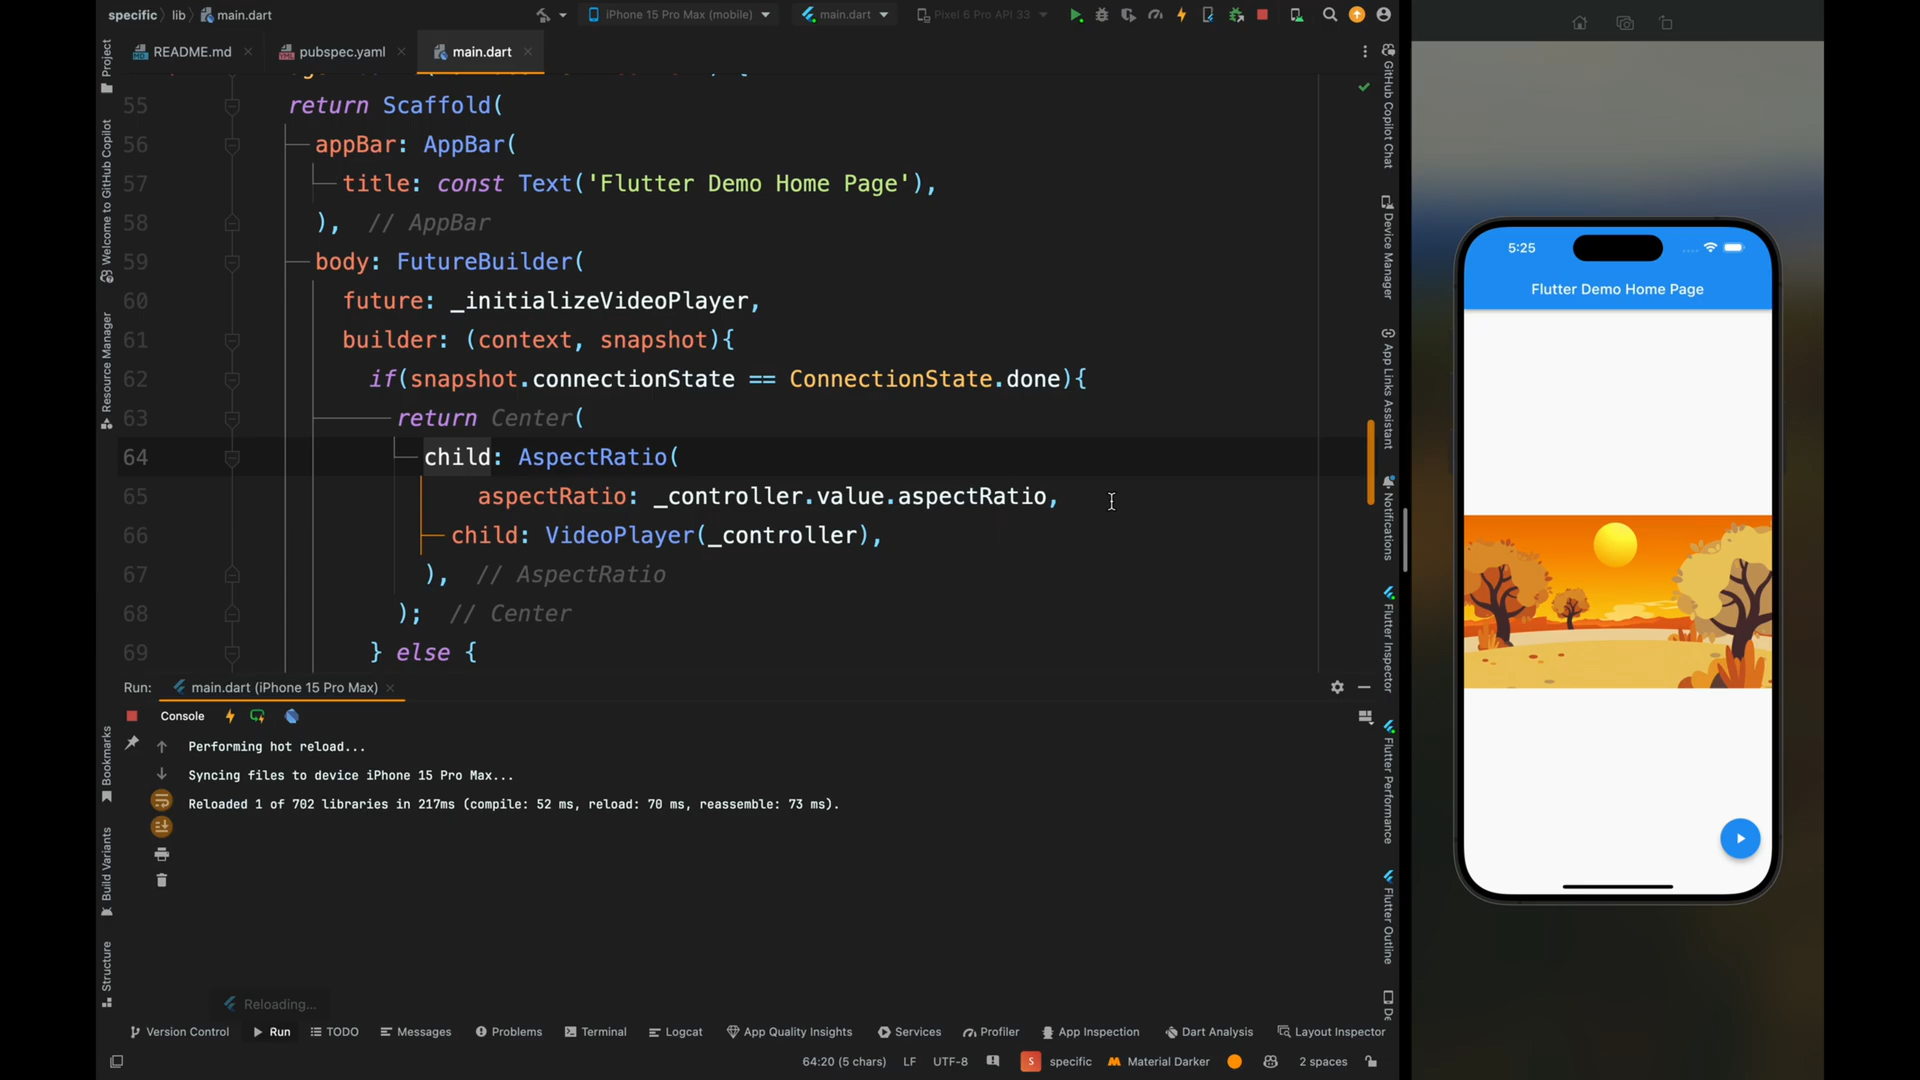 specific lib main.dart
iPhone 15 Pro Max (mobile)
main.dart
Pixel 6 Pro API 33
README.md
pubspec.yaml
main.dart
55 return Scaffold(
56 appBar: AppBar(
57 title: const Text('Flutter Demo Home Page'),
58 ), // AppBar
59 body: FutureBuilder(
60 future: _initializeVideoPlayer,
61 builder: (context, snapshot){
62 if(snapshot.connectionState == ConnectionState.done){
63 return Center(
64 child: AspectRatio(
65 aspectRatio: _controller.value.aspectRatio,
66 child: VideoPlayer(_controller),
67 ), // AspectRatio
68 ); // Center
69 } else {
Project
Welcome to GitHub Copilot
Resource Manager
Bookmarks
Build Variants
Structure
GitHub Copilot Chat
Device Manager
App Links Assistant
Notifications
Flutter Inspector
Flutter Performance
Flutter Outline
Run: main.dart (iPhone 15 Pro Max)
Console
Performing hot reload...
Syncing files to device iPhone 15 Pro Max...
Reloaded 1 of 702 libraries in 217ms (compile: 52 ms, reload: 70 ms, reassemble: 73 ms).
Reloading...
Version Control Run TODO Messages Problems Terminal Logcat App Quality Insights Services Profiler App Inspection Dart Analysis Layout Inspector
64:20 (5 chars) LF UTF-8 S specific Material Darker 2 spaces
5:25
Flutter Demo Home Page